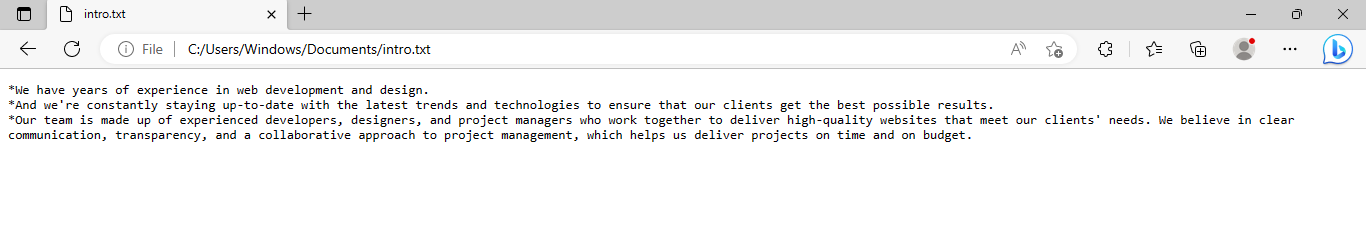 intro.txt
File
C:/Users/Windows/Documents/intro.txt
*We have years of experience in web development and design.
*And we're constantly staying up-to-date with the latest trends and technologies to ensure that our clients get the best possible results.
*Our team is made up of experienced developers, designers, and project managers who work together to deliver high-quality websites that meet our clients' needs. We believe in clear
communication, transparency, and a collaborative approach to project management, which helps us deliver projects on time and on budget.